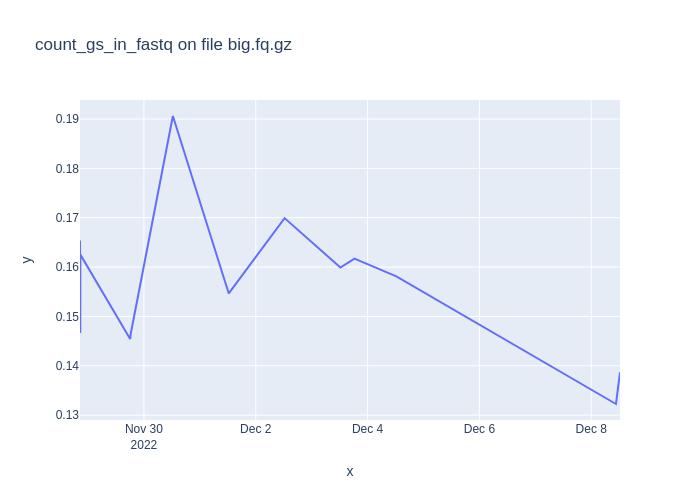 count_gs_in_fastq on file big.fq.gz
0.19
0.18
0.17
0.16
0.15
0.14
0.13
y
Nov 30
2022
Dec 2
Dec 4
Dec 6
Dec 8
x